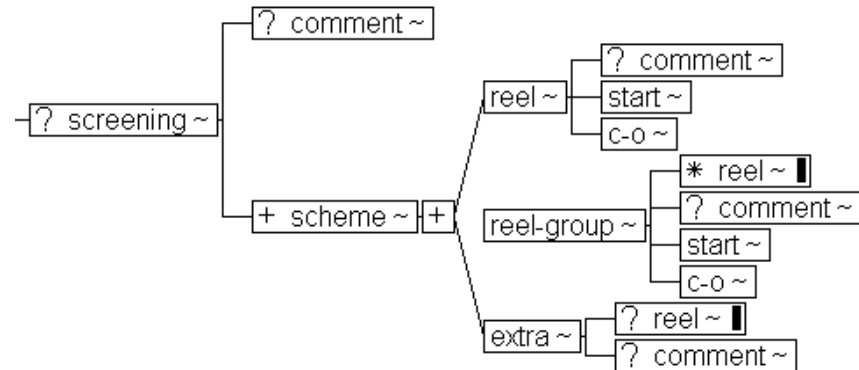 ? comment ~
reel ~
? comment ~
start ~
c-o ~
? screening ~
+ scheme ~
+
reel-group ~
* reel ~
? comment ~
start ~
c-o ~
extra ~
? reel ~
? comment ~